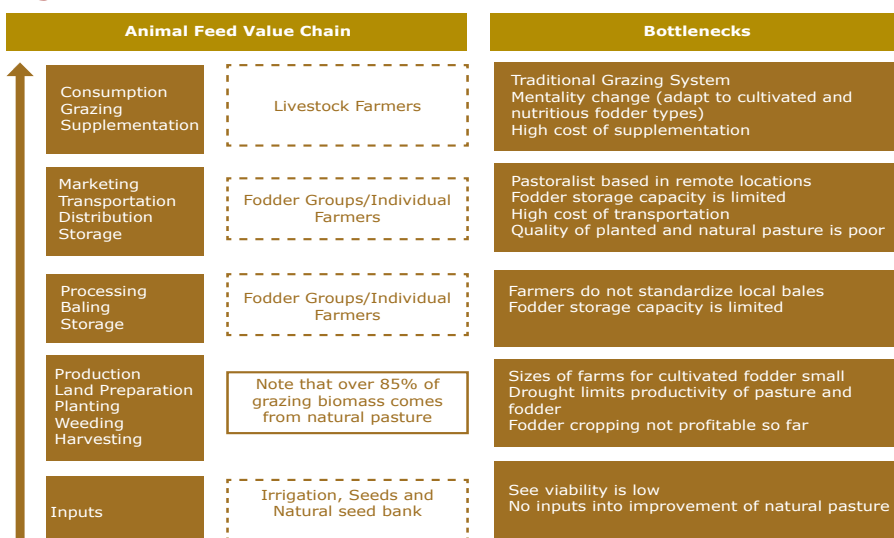 Animal Feed Value Chain
Bottlenecks
Consumption
Grazing
Supplementation
Livestock Farmers
Traditional Grazing System
Mentality change (adapt to cultivated and
nutritious fodder types)
High cost of supplementation
Marketing
Transportation
Distribution
Storage
Fodder Groups/Individual
Farmers
Pastoralist based in remote locations
Fodder storage capacity is limited
High cost of transportation
Quality of planted and natural pasture is poor
Processing
Baling
Storage
Fodder Groups/Individual
Farmers
Farmers do not standardize local bales
Fodder storage capacity is limited
Production
Land Preparation
Planting
Weeding
Harvesting
Note that over 85% of
grazing biomass comes
from natural pasture
Sizes of farms for cultivated fodder small
Drought limits productivity of pasture and
fodder
Fodder cropping not profitable so far
Inputs
Irrigation, Seeds and
Natural seed bank
See viability is low
No inputs into improvement of natural pasture